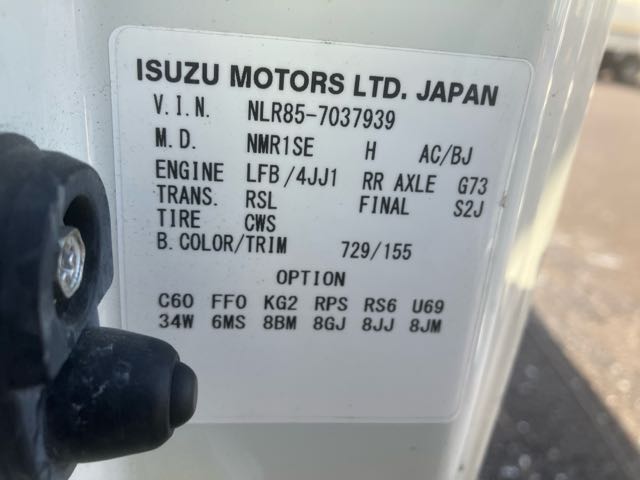 ISUZU MOTORS LTD. JAPAN
V.I.N. NLR85-7037939
M.D. NMR1SE H AC/BJ
ENGINE LFB/4JJ1 RR AXLE G73
TRANS. RSL FINAL S2J
TIRE CWS
B.COLOR/TRIM 729/155
OPTION
C60 FF0 KG2 RPS RS6 U69
34W 6MS 8BM 8GJ 8JJ 8JM